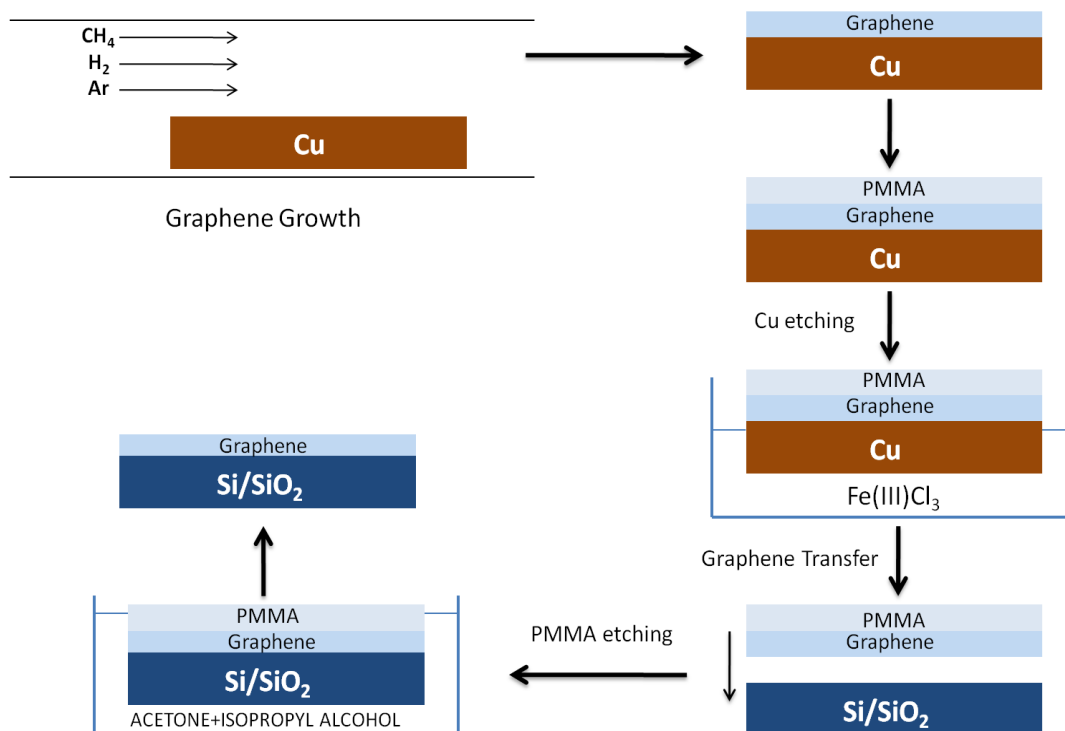 CH₄
H₂
Ar
Cu
Graphene Growth
Graphene
Cu
PMMA
Graphene
Cu
Cu etching
PMMA
Graphene
Cu
Fe(III)Cl₃
Graphene Transfer
PMMA
Graphene
Si/SiO₂
PMMA etching
PMMA
Graphene
Si/SiO₂
ACETONE+ISOPROPYL ALCOHOL
Graphene
Si/SiO₂